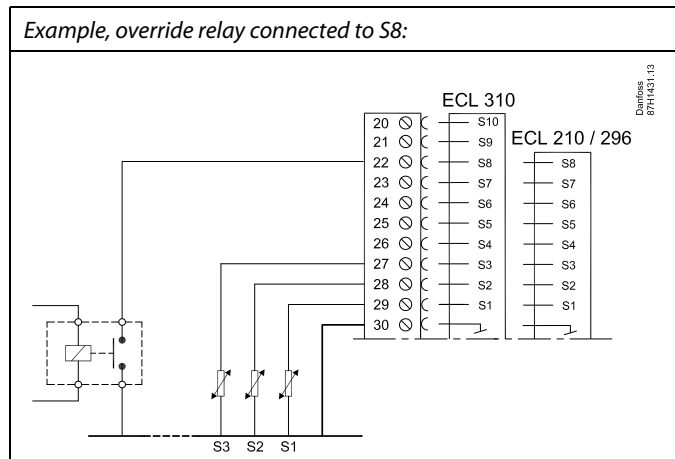 Example, override relay connected to S8:
Danfoss
87H1431.13
ECL 310
ECL 210 / 296
20 S10
21 S9
22 S8 S8
23 S7 S7
24 S6 S6
25 S5 S5
26 S4 S4
27 S3 S3
28 S2 S2
29 S1 S1
30
S3 S2 S1